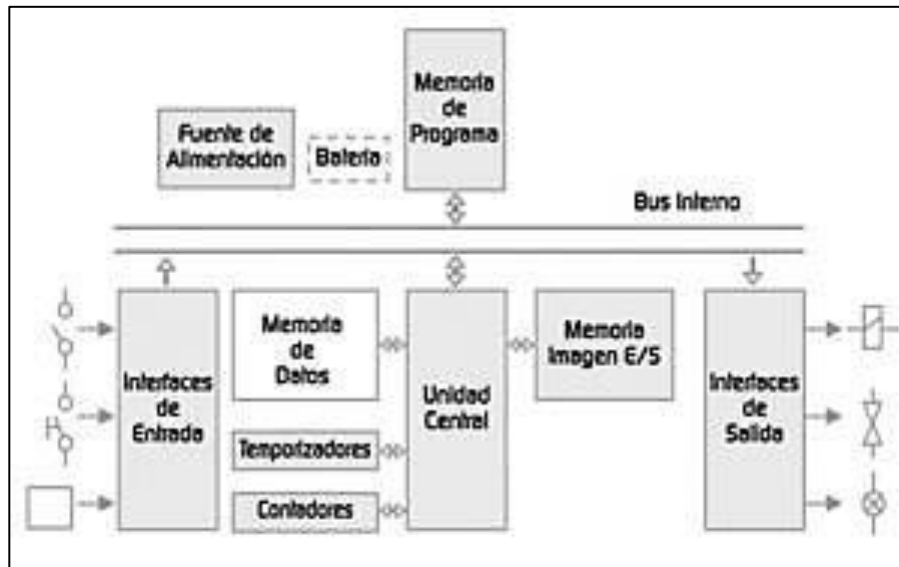 Memoria
de
Programa
Fuente de
Alimentación
Batería
Bus Interno
Interfaces
de
Entrada
Memoria
de
Datos
Temporizadores
Contadores
Unidad
Central
Memoria
Imagen E/S
Interfaces
de
Salida